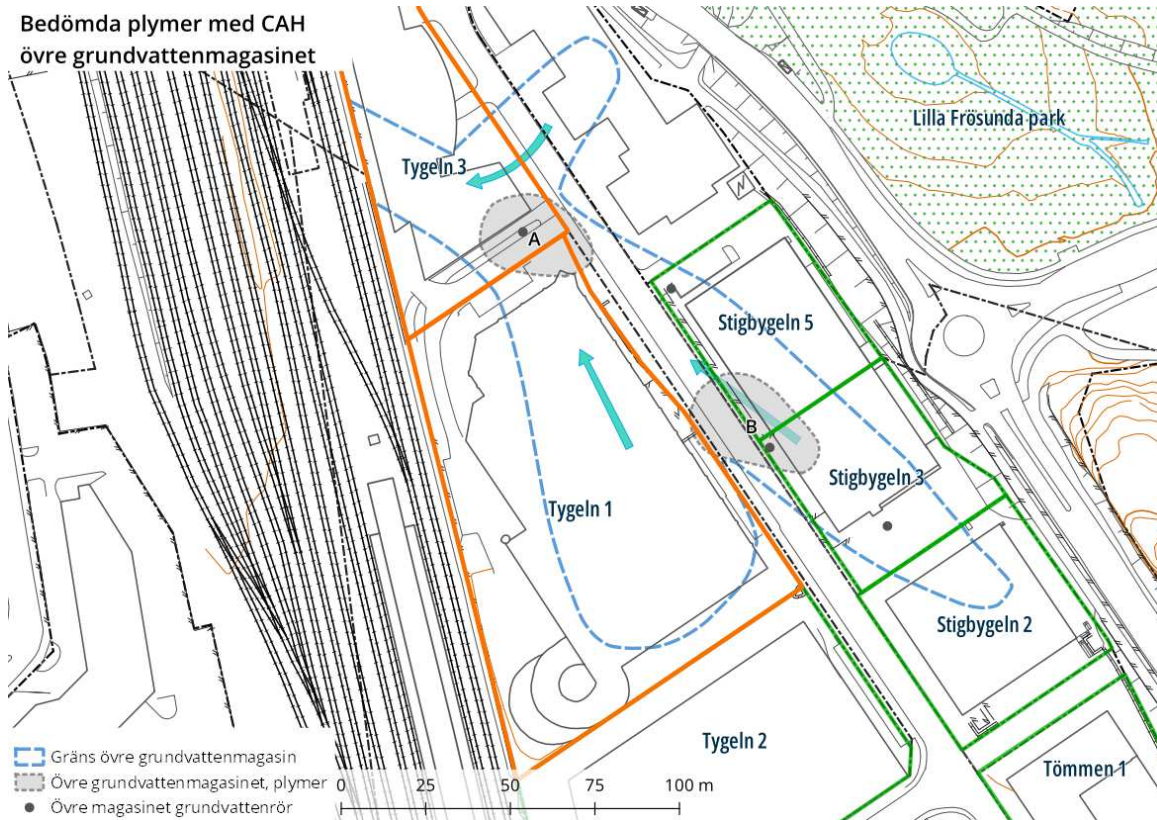 Bedömda plymer med CAH
övre grundvattenmagasinet
Lilla Frösunda park
Tygeln 3
A
Stigbygeln 5
B
Stigbygeln 3
Tygeln 1
Stigbygeln 2
Tygeln 2
Tömmen 1
Gräns övre grundvattenmagasin
Övre grundvattenmagasinet, plymer
Övre magasinet grundvattenrör
0 25 50 75 100 m